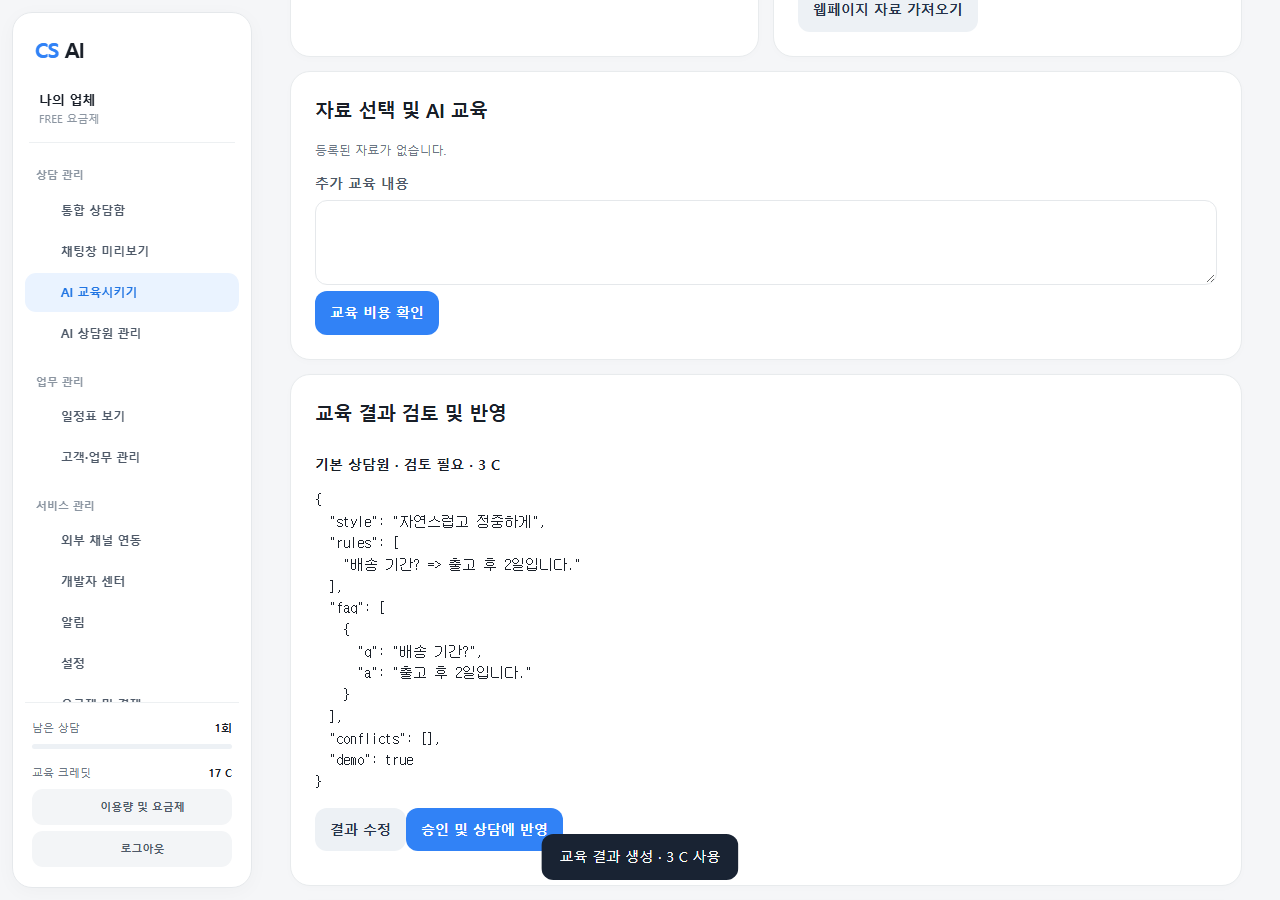 CS AI
나의 업체
FREE 요금제
상담 관리
통합 상담함
채팅창 미리보기
AI 교육시키기
AI 상담원 관리
업무 관리
일정표 보기
고객·업무 관리
서비스 관리
외부 채널 연동
개발자 센터
알림
설정
남은 상담
1회
교육 크레딧
17 C
이용량 및 요금제
로그아웃
웹페이지 자료 가져오기
자료 선택 및 AI 교육
등록된 자료가 없습니다.
추가 교육 내용
교육 비용 확인
교육 결과 검토 및 반영
기본 상담원 · 검토 필요 · 3 C
{
"style": "자연스럽고 정중하게",
"rules": [
"배송 기간? => 출고 후 2일입니다."
],
"faq": [
{
"q": "배송 기간?",
"a": "출고 후 2일입니다."
}
],
"conflicts": [],
"demo": true
}
결과 수정
승인 및 상담에 반영
교육 결과 생성 · 3 C 사용